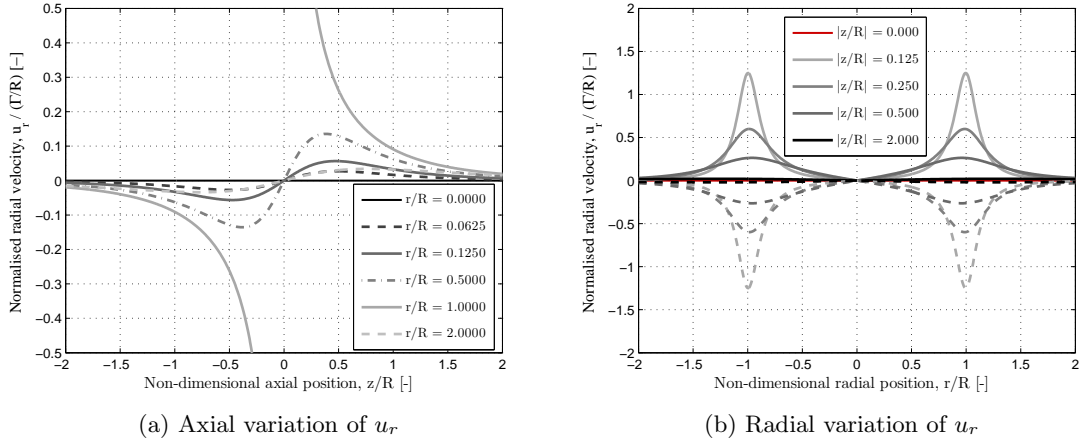 0.5
0.4
0.3
0.2
0.1
0
−0.1
−0.2
−0.3
−0.4
−0.5
Normalised radial velocity, u_r / (Γ/R) [-]
r/R = 0.0000
r/R = 0.0625
r/R = 0.1250
r/R = 0.5000
r/R = 1.0000
r/R = 2.0000
−2 −1.5 −1 −0.5 0 0.5 1 1.5 2
Non-dimensional axial position, z/R [-]
(a) Axial variation of u_r
2
1.5
1
0.5
0
−0.5
−1
−1.5
−2
Normalised radial velocity, u_r / (Γ/R) [-]
|z/R| = 0.000
|z/R| = 0.125
|z/R| = 0.250
|z/R| = 0.500
|z/R| = 2.000
−2 −1.5 −1 −0.5 0 0.5 1 1.5 2
Non-dimensional radial position, r/R [-]
(b) Radial variation of u_r